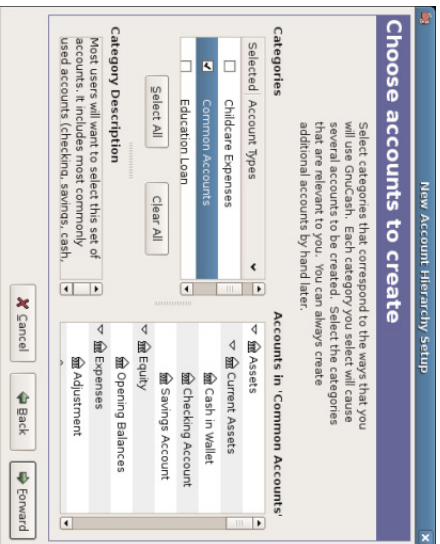 New Account Hierarchy Setup
Choose accounts to create
Select categories that correspond to the ways that you
will use GnuCash. Each category you select will cause
several accounts to be created. Select the categories
that are relevant to you. You can always create
additional accounts by hand later.
Categories
Selected Account Types
Childcare Expenses
Common Accounts
Education Loan
Select All
Clear All
Category Description
Most users will want to select this set of
accounts. It includes most commonly
used accounts (checking, savings, cash,
Accounts in 'Common Accounts'
Assets
Current Assets
Cash in Wallet
Checking Account
Savings Account
Equity
Opening Balances
Expenses
Adjustment
Cancel
Back
Forward